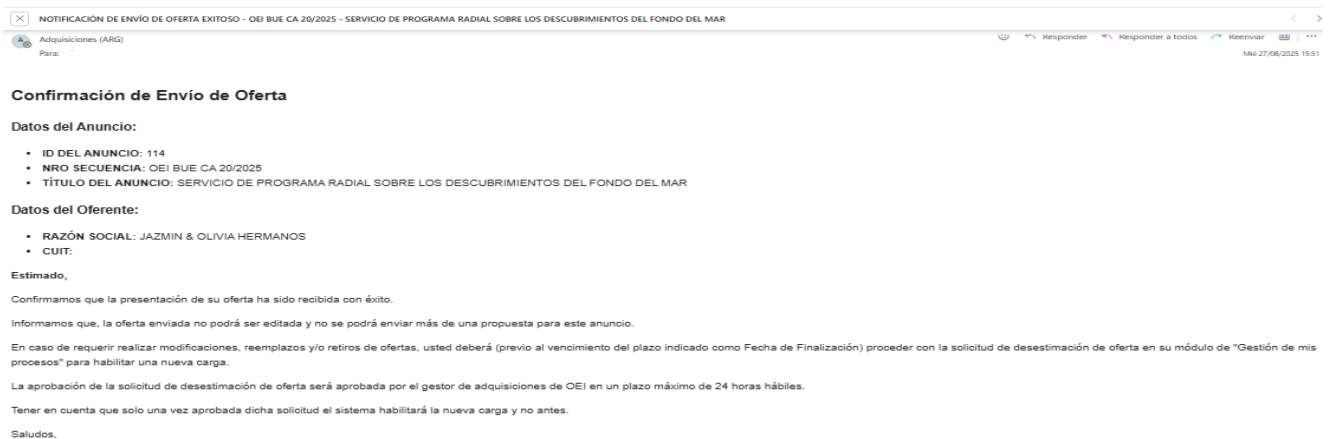 NOTIFICACIÓN DE ENVÍO DE OFERTA EXITOSO - OEI BUE CA 20/2025 - SERVICIO DE PROGRAMA RADIAL SOBRE LOS DESCUBRIMIENTOS DEL FONDO DEL MAR
A
Adquisiciones (ARG)
Responder Responder a todos Reenviar
Para:
Mié 27/08/2025 15:51
Confirmación de Envío de Oferta
Datos del Anuncio:
• ID DEL ANUNCIO: 114
• NRO SECUENCIA: OEI BUE CA 20/2025
• TÍTULO DEL ANUNCIO: SERVICIO DE PROGRAMA RADIAL SOBRE LOS DESCUBRIMIENTOS DEL FONDO DEL MAR
Datos del Oferente:
• RAZÓN SOCIAL: JAZMIN & OLIVIA HERMANOS
• CUIT:
Estimado,
Confirmamos que la presentación de su oferta ha sido recibida con éxito.
Informamos que, la oferta enviada no podrá ser editada y no se podrá enviar más de una propuesta para este anuncio.
En caso de requerir realizar modificaciones, reemplazos y/o retiros de ofertas, usted deberá (previo al vencimiento del plazo indicado como Fecha de Finalización) proceder con la solicitud de desestimación de oferta en su módulo de "Gestión de mis
procesos" para habilitar una nueva carga.
La aprobación de la solicitud de desestimación de oferta será aprobada por el gestor de adquisiciones de OEI en un plazo máximo de 24 horas hábiles.
Tener en cuenta que solo una vez aprobada dicha solicitud el sistema habilitará la nueva carga y no antes.
Saludos,